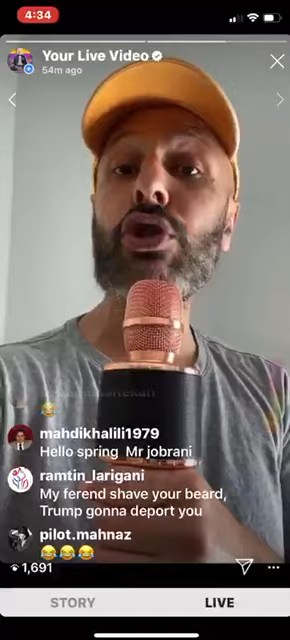 4:34
Your Live Video
54m ago
mahdikhalili1979
Hello spring Mr jobrani
ramtin_larigani
My ferend shave your beard,
Trump gonna deport you
pilot.mahnaz
😂😂😂
1,691
STORY LIVE